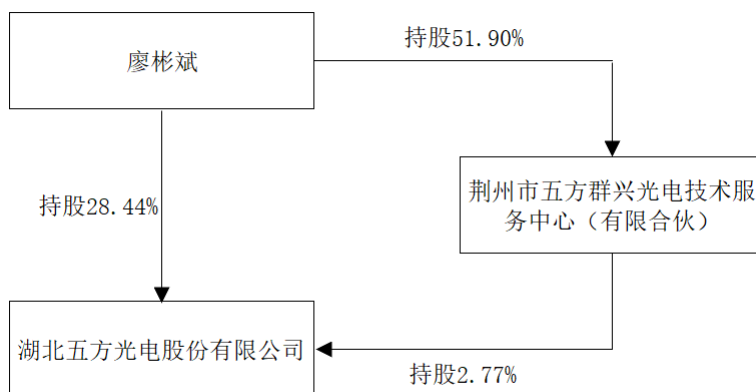 持股51.90%
廖彬斌
荆州市五方群兴光电技术服
务中心（有限合伙）
持股28.44%
湖北五方光电股份有限公司
持股2.77%